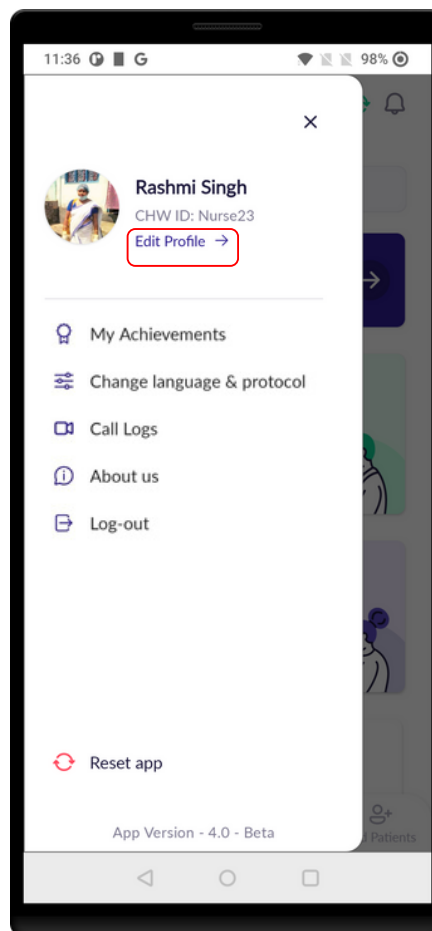 11:36 G 98%
Rashmi Singh
CHW ID: Nurse23
Edit Profile →
My Achievements
Change language & protocol
Call Logs
About us
Log-out
Reset app
App Version - 4.0 - Beta
Patients